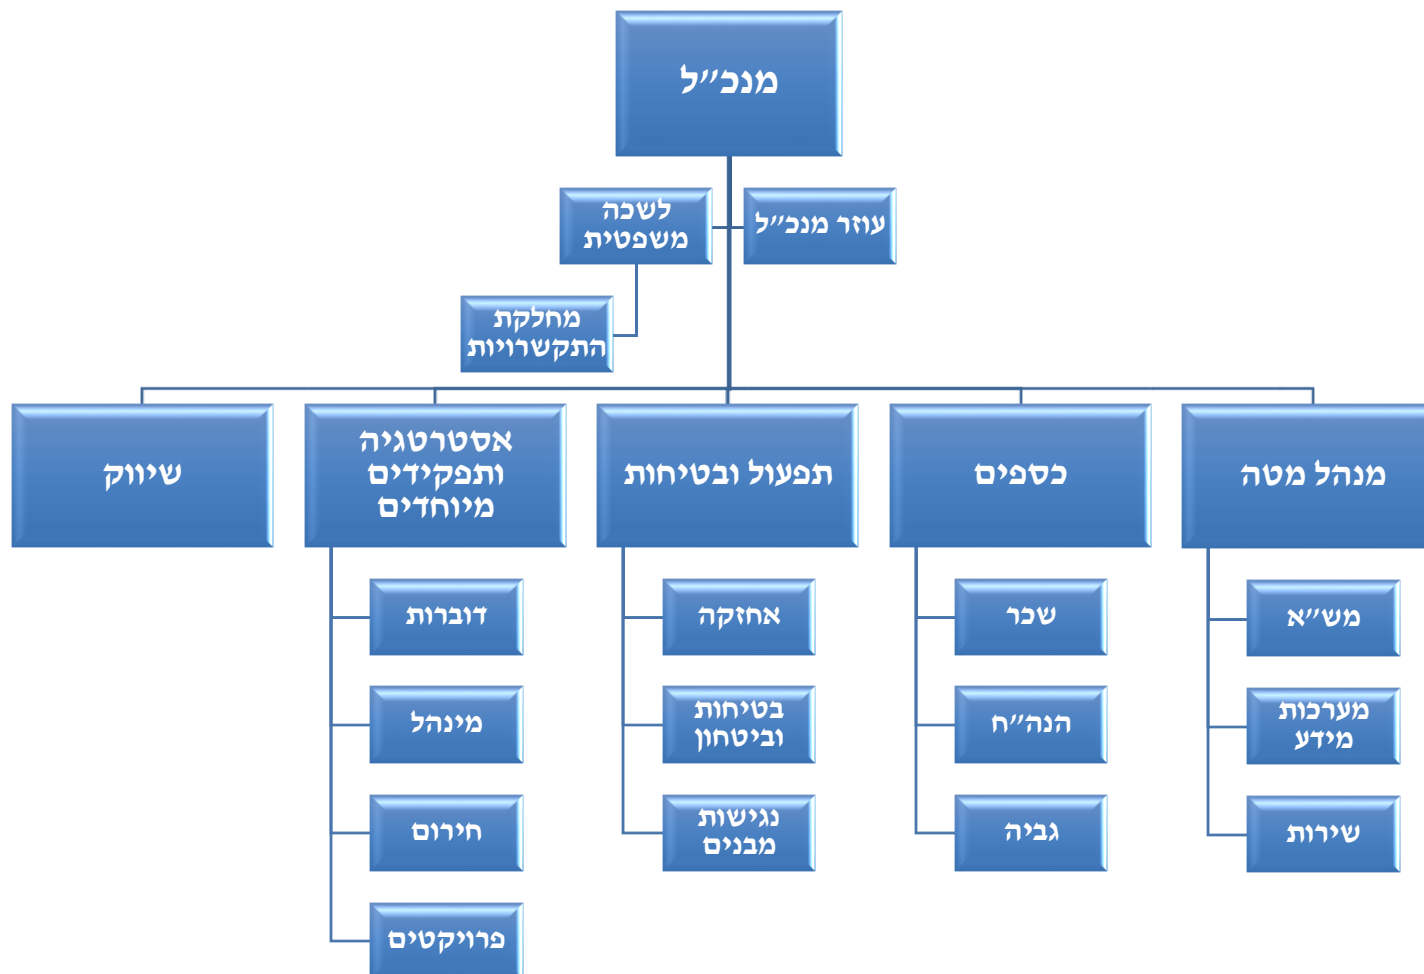 מנכ"ל
עוזר מנכ"ל
לשכה
משפטית
מחלקת
התקשרויות
מנהל מטה
כספים
תפעול ובטיחות
אסטרטגיה
ותפקידים
מיוחדים
שיווק
מש"א
מערכות
מידע
שירות
שכר
הנה"ח
גביה
אחזקה
בטיחות
וביטחון
נגישות
מבנים
דוברות
מינהל
חירום
פרויקטים